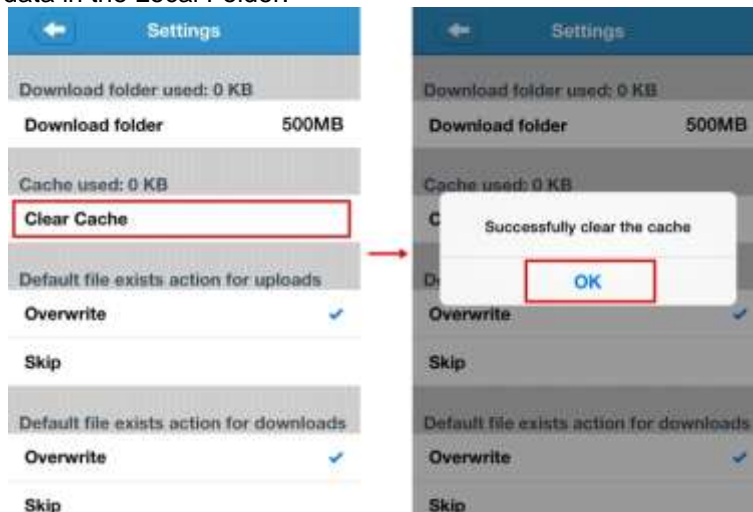 data in the Local Folder.
Settings
Download folder used: 0 KB
Download folder 500MB
Cache used: 0 KB
Clear Cache
Default file exists action for uploads
Overwrite
Skip
Default file exists action for downloads
Overwrite
Skip
Settings
Download folder used: 0 KB
Download folder 500MB
Cache used: 0 KB
C
Successfully clear the cache
D
OK
Overwrite
Skip
Default file exists action for downloads
Overwrite
Skip